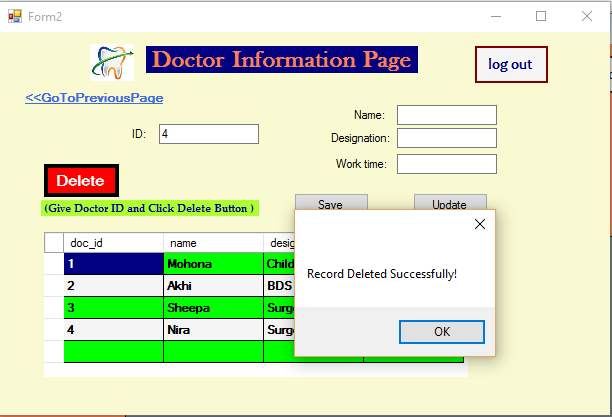 Form2
Doctor Information Page
log out
<<GoToPreviousPage
Name:
ID: 4
Designation:
Work time:
Delete
(Give Doctor ID and Click Delete Button )
Save Update
doc_id name desig
1 Mohona Child
2 Akhi BDS
3 Sheepa Surge
4 Nira Surge
Record Deleted Successfully!
OK